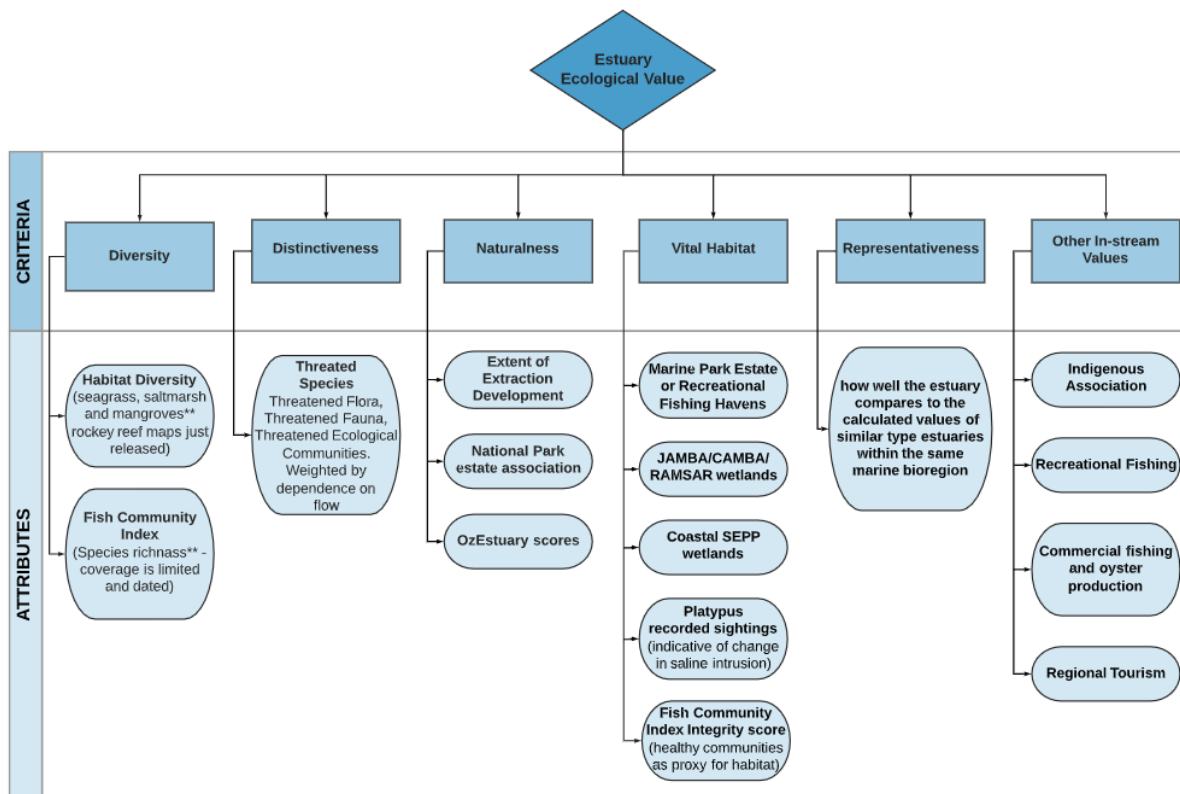 Estuary
Ecological Value
CRITERIA
Diversity
Distinctiveness
Naturalness
Vital Habitat
Representativeness
Other In-stream
Values
ATTRIBUTES
Habitat Diversity
(seagrass, saltmarsh
and mangroves**
rockey reef maps just
released)
Fish Community
Index
(Species richnass** -
coverage is limited
and dated)
Threated
Species
Threatened Flora,
Threatened Fauna,
Threatened Ecological
Communities.
Weighted by
dependence on
flow
Extent of
Extraction
Development
National Park
estate association
OzEstuary scores
Marine Park Estate
or Recreational
Fishing Havens
JAMBA/CAMBA/
RAMSAR wetlands
Coastal SEPP
wetlands
Platypus
recorded sightings
(indicative of change
in saline intrusion)
Fish Community
Index Integrity score
(healthy communities
as proxy for habitat)
how well the estuary
compares to the
calculated values of
similar type estuaries
within the same
marine bioregion
Indigenous
Association
Recreational Fishing
Commercial fishing
and oyster
production
Regional Tourism